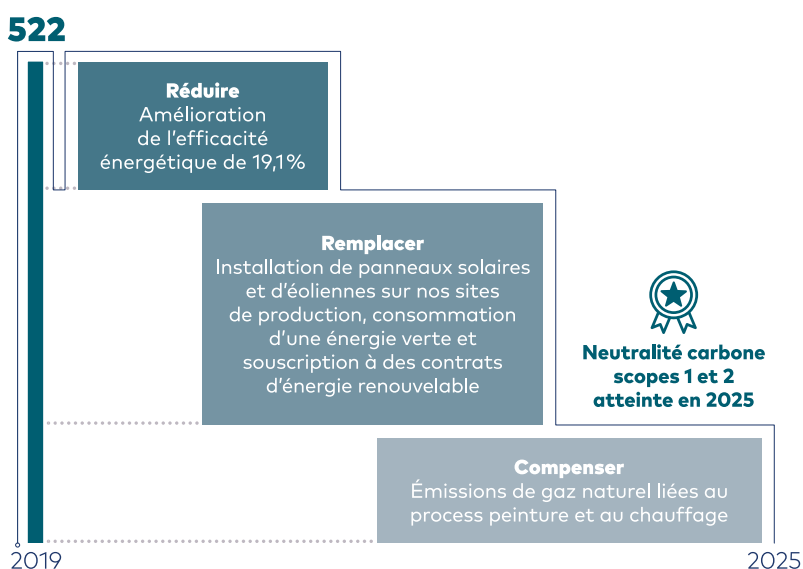 522
Réduire
Amélioration
de l'efficacité
énergétique de 19,1%
Remplacer
Installation de panneaux solaires
et d'éoliennes sur nos sites
de production, consommation
d'une énergie verte et
souscription à des contrats
d'énergie renouvelable
Neutralité carbone
scopes 1 et 2
atteinte en 2025
Compenser
Émissions de gaz naturel liées au
process peinture et au chauffage
2019
2025